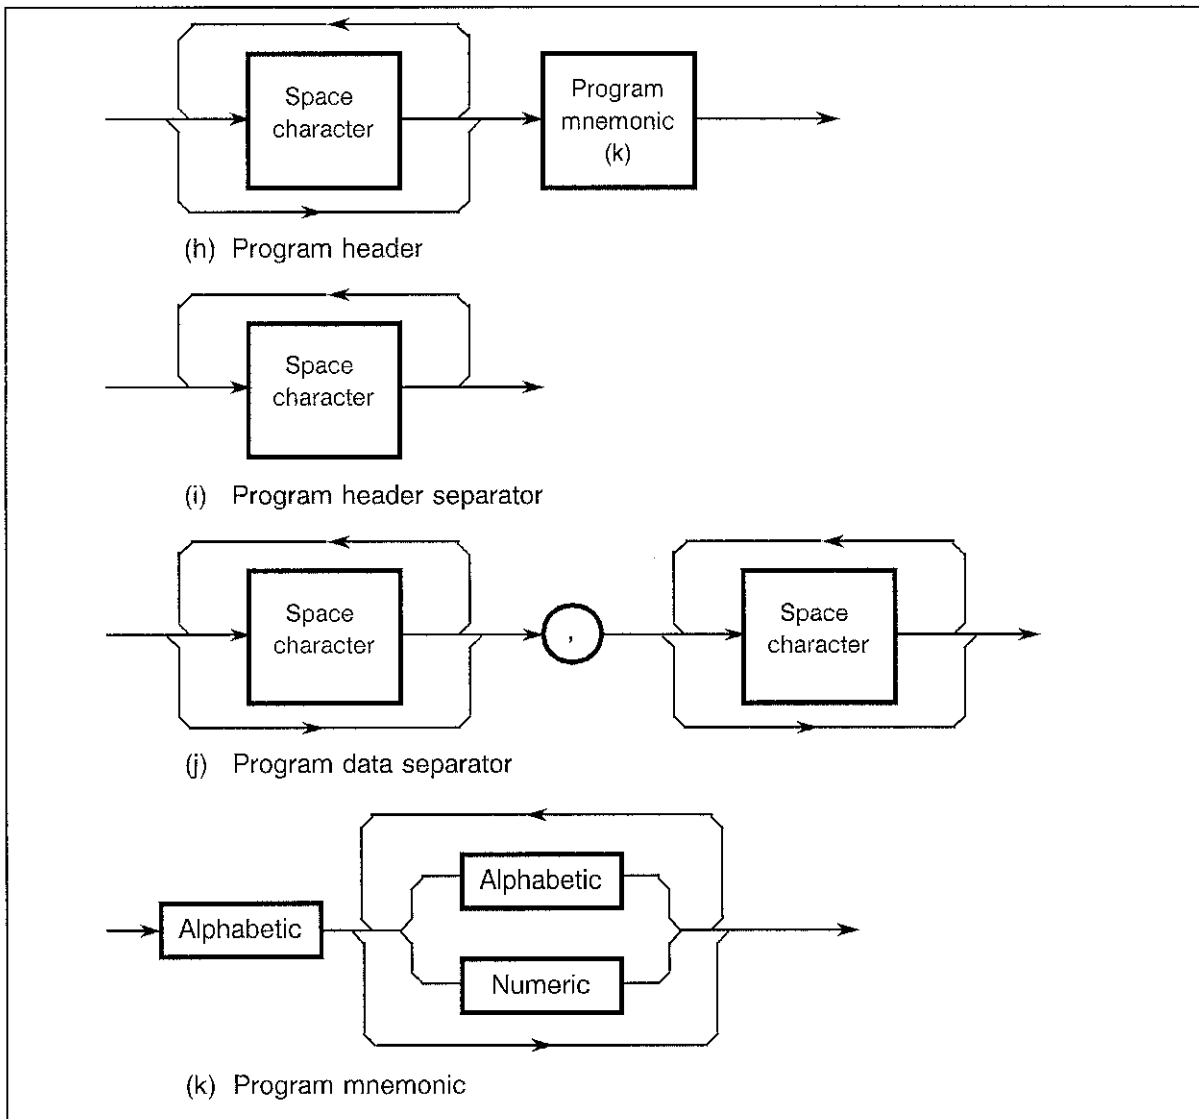 Space
character
Program
mnemonic
(k)
(h) Program header
Space
character
(i) Program header separator
Space
character
,
Space
character
(j) Program data separator
Alphabetic
Alphabetic
Numeric
(k) Program mnemonic